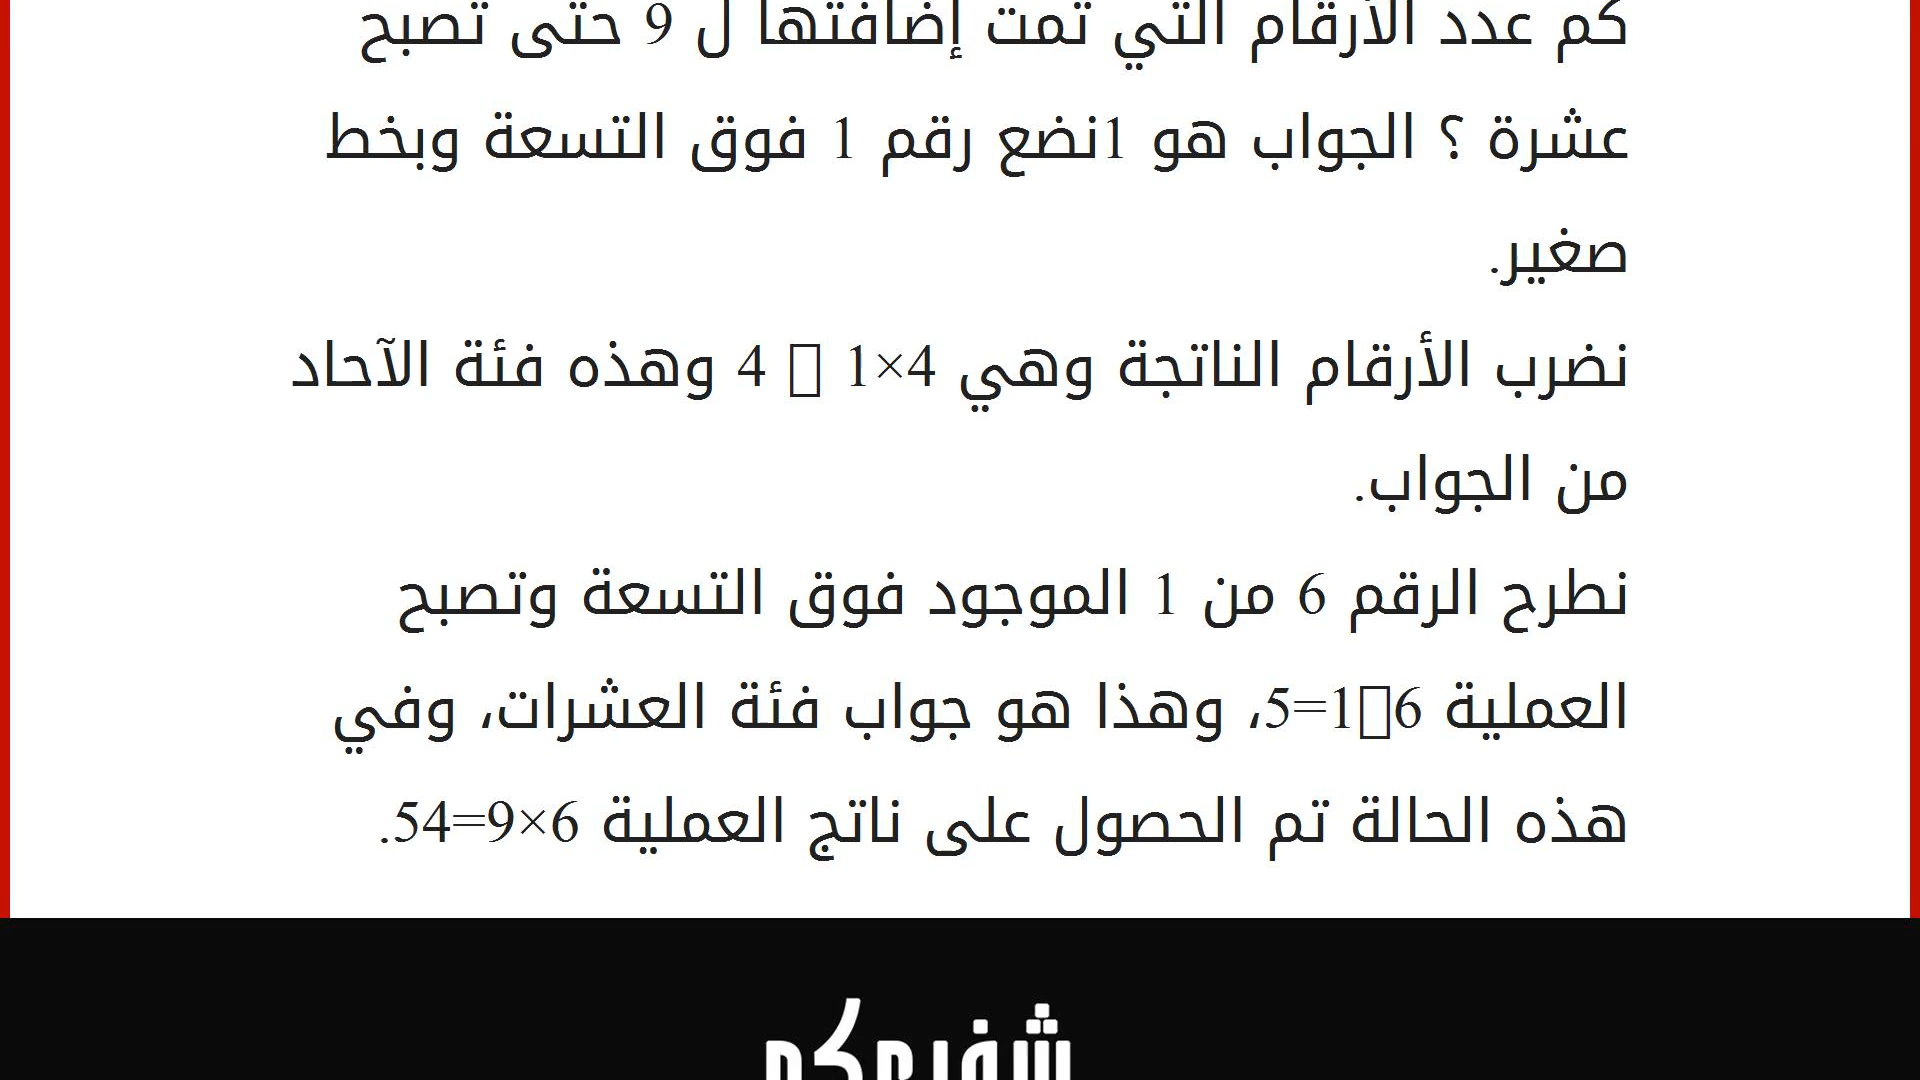 كم عدد الأرقام التي تمت إضافتها ل 9 حتى تصبح
عشرة ؟ الجواب هو 1نضع رقم 1 فوق التسعة وبخط
صغير.
نضرب الأرقام الناتجة وهي 4×1 ▯ 4 وهذه فئة الآحاد
من الجواب.
نطرح الرقم 6 من 1 الموجود فوق التسعة وتصبح
العملية 6▯1=5، وهذا هو جواب فئة العشرات، وفي
هذه الحالة تم الحصول على ناتج العملية 6×9=54.